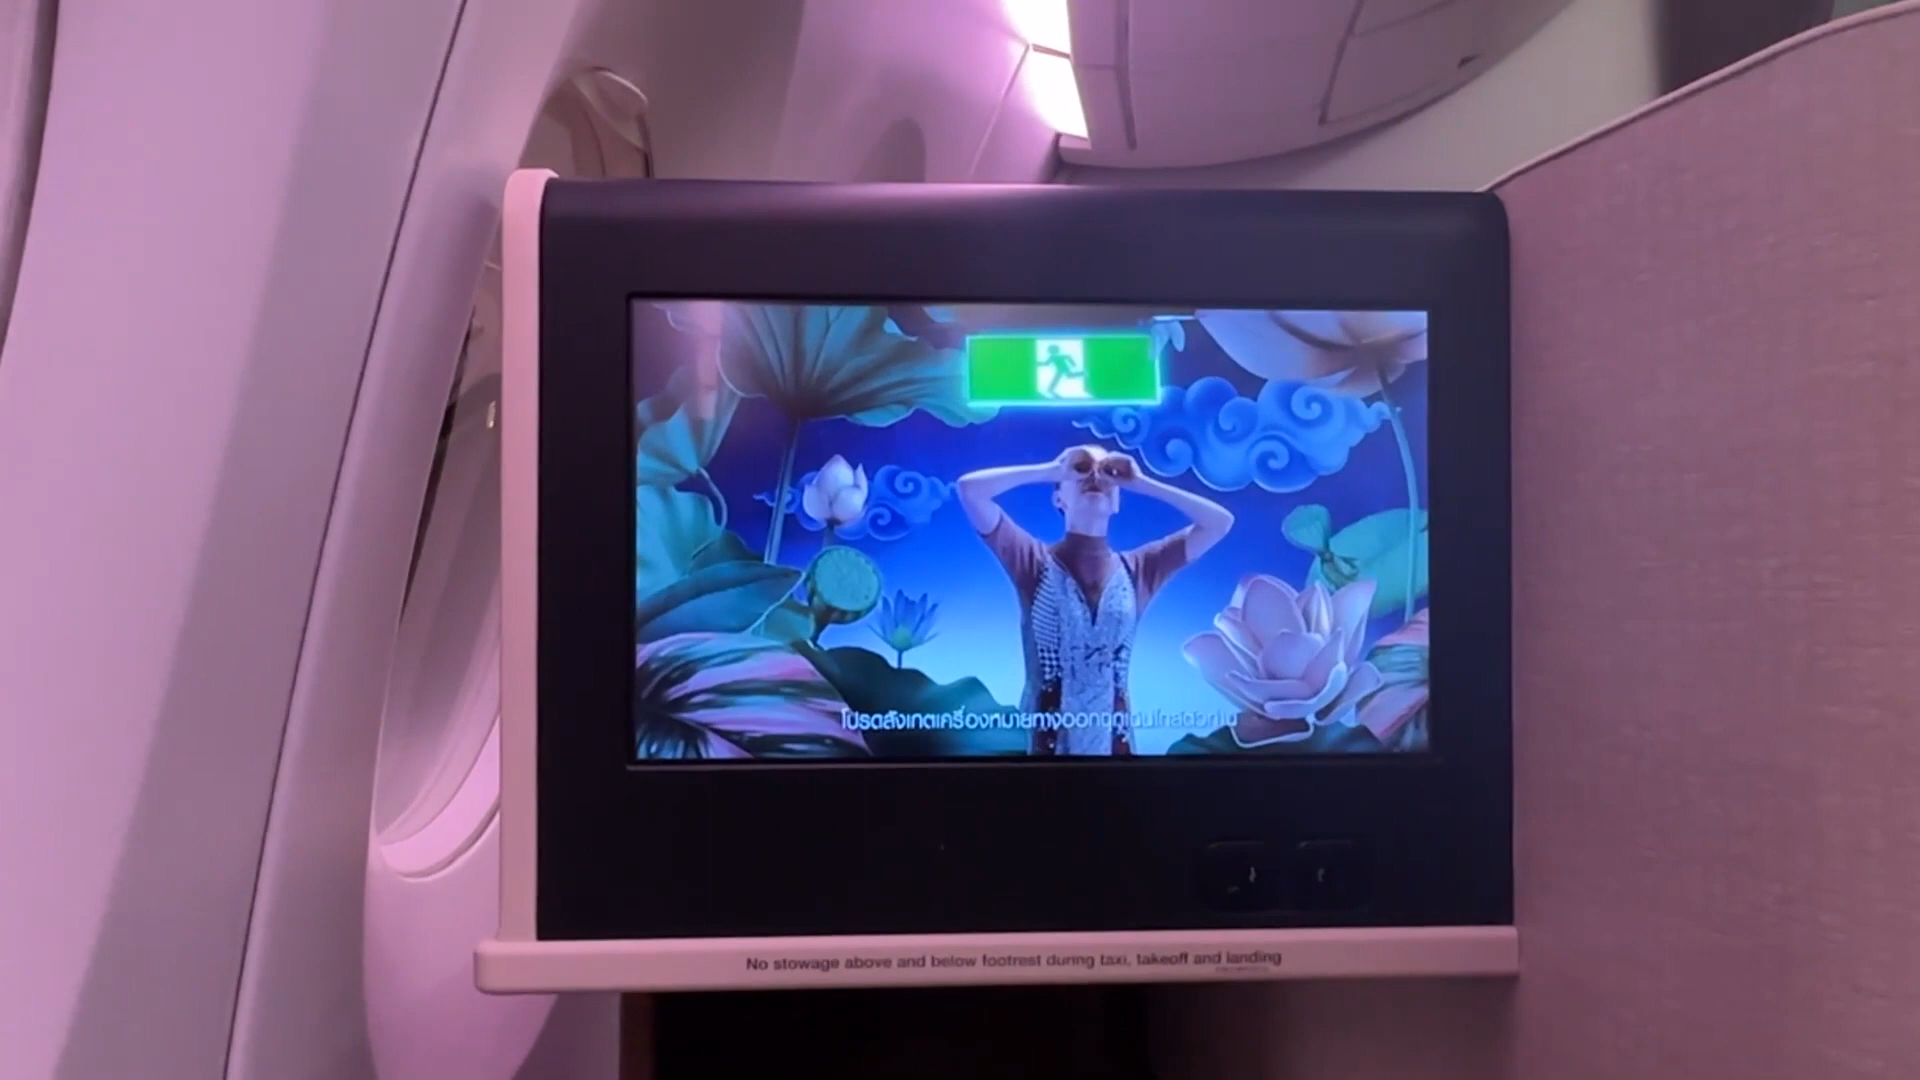 โปรดสังเกตเครื่องหมายทางออกฉุกเฉินใกล้ตัวท่าน
No stowage above and below footrest during taxi, takeoff and landing